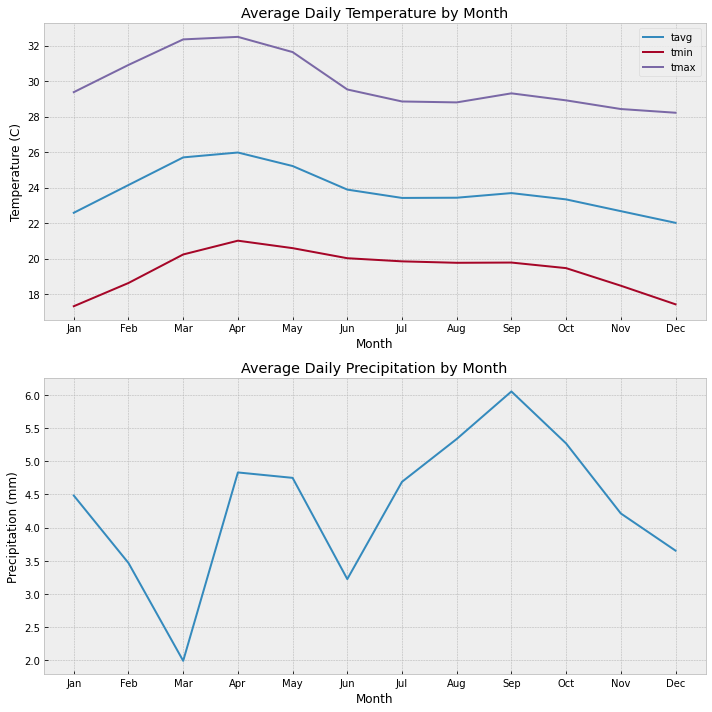 Average Daily Temperature by Month
tavg
tmin
tmax
Temperature (C)
32
30
28
26
24
22
20
18
Jan Feb Mar Apr May Jun Jul Aug Sep Oct Nov Dec
Month
Average Daily Precipitation by Month
Precipitation (mm)
6.0
5.5
5.0
4.5
4.0
3.5
3.0
2.5
2.0
Jan Feb Mar Apr May Jun Jul Aug Sep Oct Nov Dec
Month